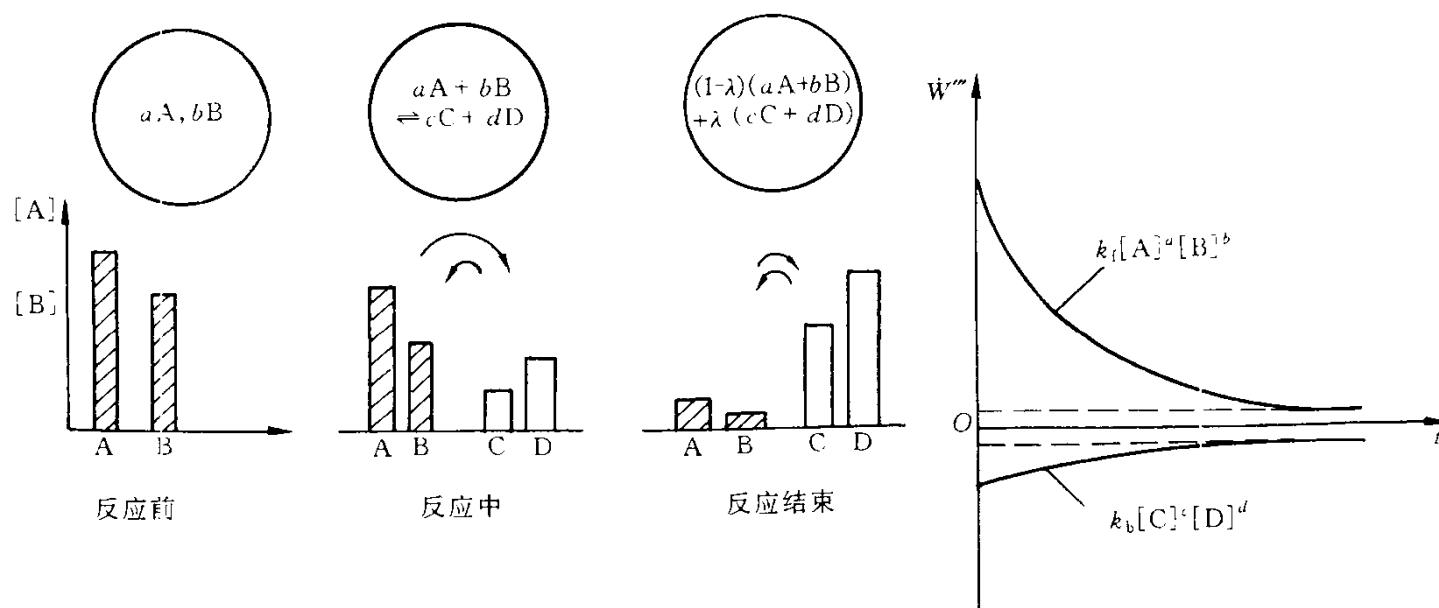 aA, bB
aA + bB
⇌ cC + dD
(1-λ)(aA+bB)
+λ(cC + dD)
Ẇ‴
[A]
[B]
A B
A B C D
A B C D
k_f[A]^a[B]^b
O
t
k_b[C]^c[D]^d
反应前
反应中
反应结束